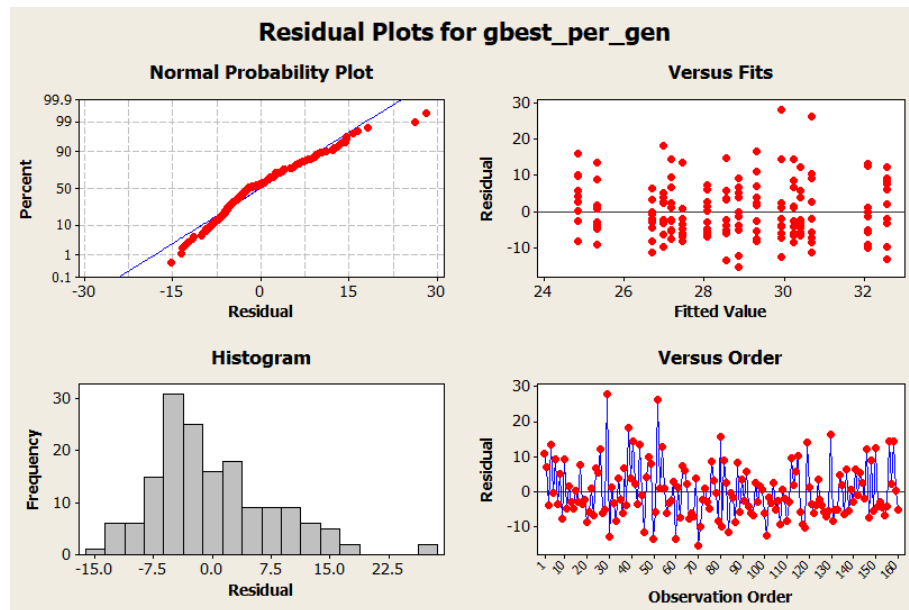 Residual Plots for gbest_per_gen
Normal Probability Plot
99.9
99
90
50
10
1
0.1
Percent
-30 -15 0 15 30
Residual
Versus Fits
30
20
10
0
-10
Residual
24 26 28 30 32
Fitted Value
Histogram
30
20
10
0
Frequency
-15.0 -7.5 0.0 7.5 15.0 22.5
Residual
Versus Order
30
20
10
0
-10
Residual
1 10 20 30 40 50 60 70 80 90 100 110 120 130 140 150 160
Observation Order